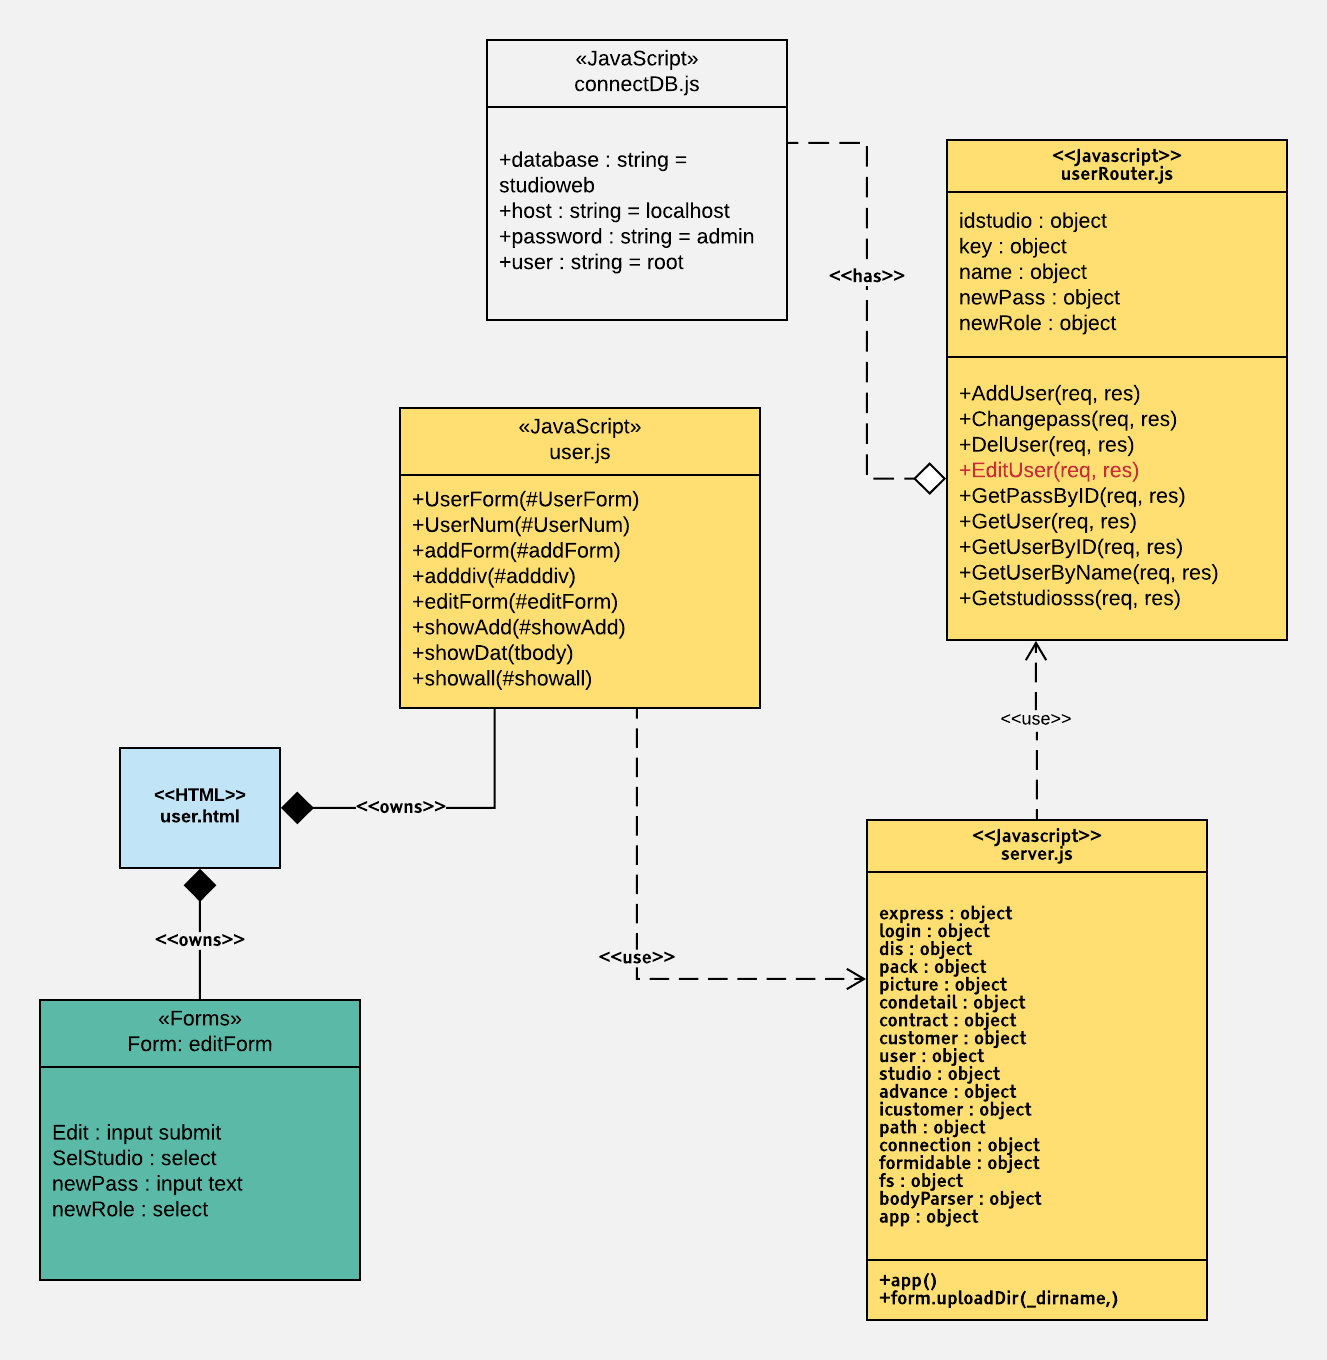 «JavaScript»
connectDB.js
+database : string =
studioweb
+host : string = localhost
+password : string = admin
+user : string = root
<<has>>
<<Javascript>>
userRouter.js
idstudio : object
key : object
name : object
newPass : object
newRole : object
+AddUser(req, res)
+Changepass(req, res)
+DelUser(req, res)
+EditUser(req, res)
+GetPassByID(req, res)
+GetUser(req, res)
+GetUserByID(req, res)
+GetUserByName(req, res)
+Getstudiosss(req, res)
«JavaScript»
user.js
+UserForm(#UserForm)
+UserNum(#UserNum)
+addForm(#addForm)
+adddiv(#adddiv)
+editForm(#editForm)
+showAdd(#showAdd)
+showDat(tbody)
+showall(#showall)
<<use>>
<<HTML>>
user.html
<<owns>>
<<owns>>
<<use>>
«Forms»
Form: editForm
Edit : input submit
SelStudio : select
newPass : input text
newRole : select
<<Javascript>>
server.js
express : object
login : object
dis : object
pack : object
picture : object
condetail : object
contract : object
customer : object
user : object
studio : object
advance : object
icustomer : object
path : object
connection : object
formidable : object
fs : object
bodyParser : object
app : object
+app()
+form.uploadDir(_dirname,)